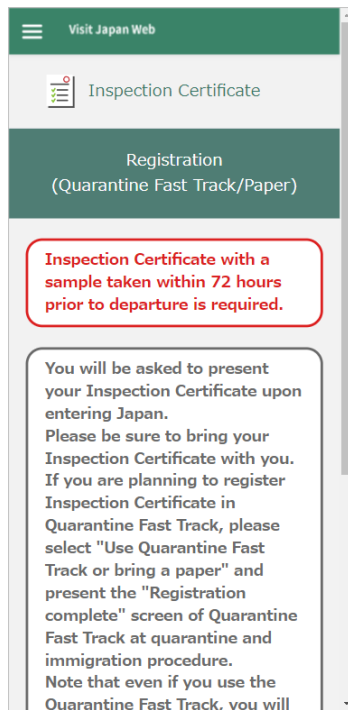 Visit Japan Web
Inspection Certificate
Registration
(Quarantine Fast Track/Paper)
Inspection Certificate with a
sample taken within 72 hours
prior to departure is required.
You will be asked to present
your Inspection Certificate upon
entering Japan.
Please be sure to bring your
Inspection Certificate with you.
If you are planning to register
Inspection Certificate in
Quarantine Fast Track, please
select "Use Quarantine Fast
Track or bring a paper" and
present the "Registration
complete" screen of Quarantine
Fast Track at quarantine and
immigration procedure.
Note that even if you use the
Quarantine Fast Track, you will